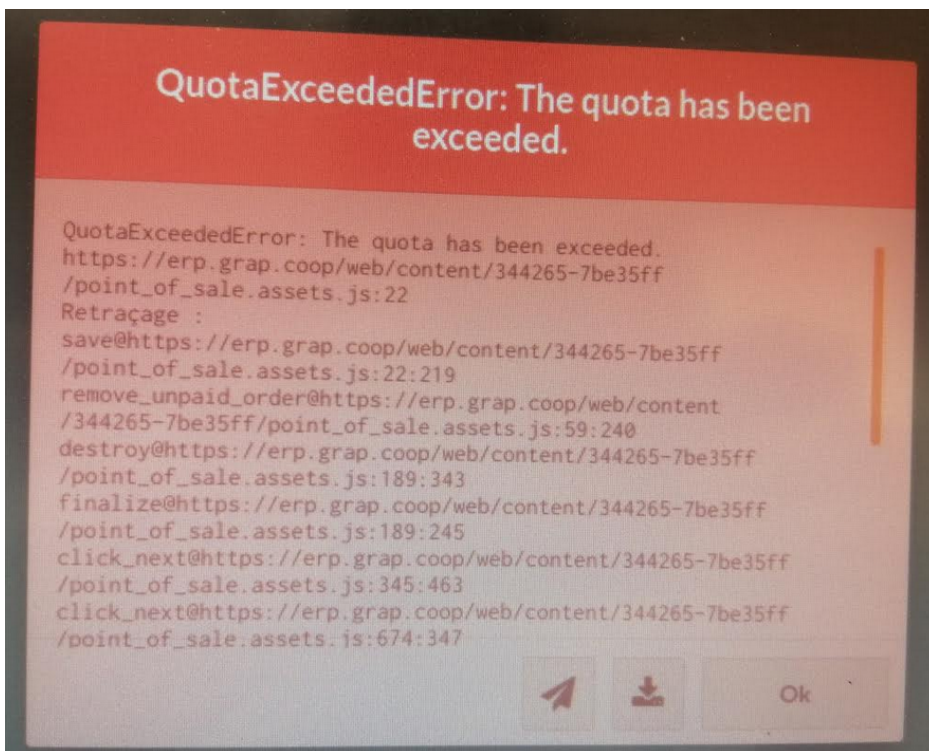 QuotaExceededError: The quota has been
exceeded.
QuotaExceededError: The quota has been exceeded.
https://erp.grap.coop/web/content/344265-7be35ff
/point_of_sale.assets.js:22
Retraçage :
save@https://erp.grap.coop/web/content/344265-7be35ff
/point_of_sale.assets.js:22:219
remove_unpaid_order@https://erp.grap.coop/web/content
/344265-7be35ff/point_of_sale.assets.js:59:240
destroy@https://erp.grap.coop/web/content/344265-7be35ff
/point_of_sale.assets.js:189:343
finalize@https://erp.grap.coop/web/content/344265-7be35ff
/point_of_sale.assets.js:189:245
click_next@https://erp.grap.coop/web/content/344265-7be35ff
/point_of_sale.assets.js:345:463
click_next@https://erp.grap.coop/web/content/344265-7be35ff
/point_of_sale.assets.js:674:347
Ok